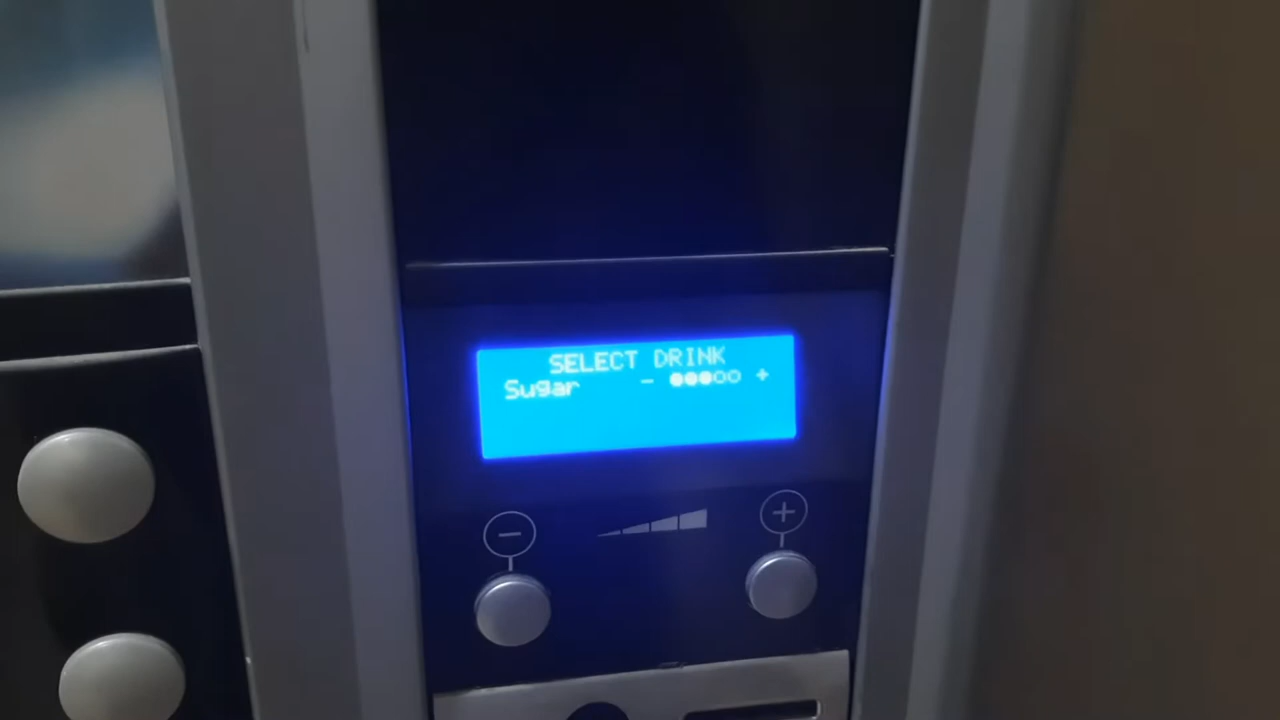 SELECT DRINK
Sugar - ●●●○○ +
- +